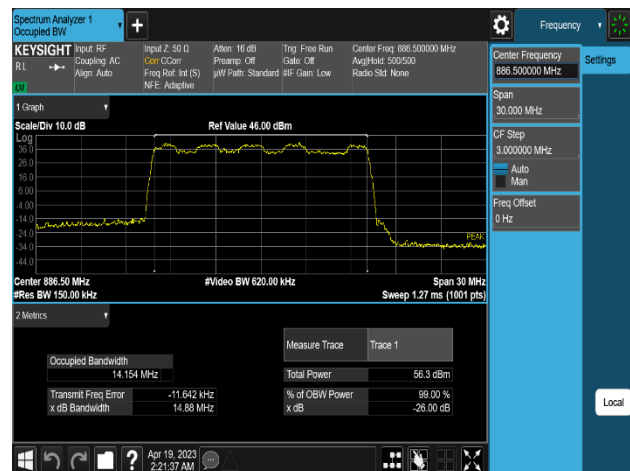 Spectrum Analyzer 1
Occupied BW
Frequency
KEYSIGHT
RL
LV
Input: RF
Coupling: AC
Align: Auto
Input Z: 50 Ω
Corr CCorr
Freq Ref: Int (S)
NFE: Adaptive
Atten: 16 dB
Preamp: Off
µW Path: Standard
Trig: Free Run
Gate: Off
#IF Gain: Low
Center Freq: 886.500000 MHz
Avg|Hold: 500/500
Radio Std: None
Center Frequency
886.500000 MHz
Settings
Span
30.000 MHz
CF Step
3.000000 MHz
Auto
Man
Freq Offset
0 Hz
1 Graph
Scale/Div 10.0 dB
Ref Value 46.00 dBm
Log
36.0
26.0
16.0
6.00
-4.00
-14.0
-24.0
-34.0
-44.0
PEAK
Center 886.50 MHz
#Video BW 620.00 kHz
Span 30 MHz
#Res BW 150.00 kHz
Sweep 1.27 ms (1001 pts)
2 Metrics
Measure Trace
Trace 1
Occupied Bandwidth
14.154 MHz
Total Power
56.3 dBm
Transmit Freq Error
-11.642 kHz
% of OBW Power
99.00 %
x dB Bandwidth
14.88 MHz
x dB
-26.00 dB
Local
?
Apr 19, 2023
2:21:37 AM